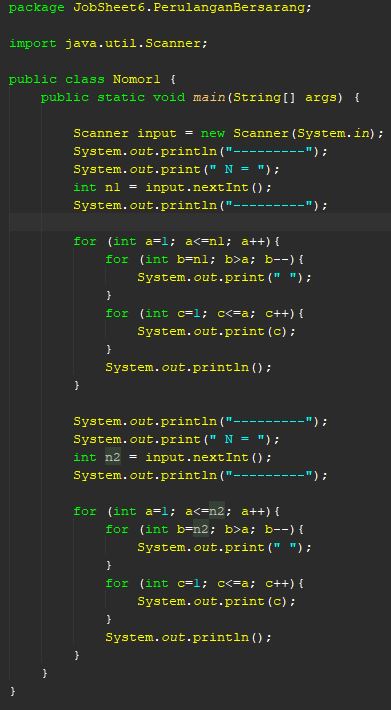 package JobSheet6.PerulanganBersarang;

import java.util.Scanner;

public class Nomor1 {
    public static void main(String[] args) {

        Scanner input = new Scanner(System.in);
        System.out.println("---------");
        System.out.print(" N = ");
        int n1 = input.nextInt();
        System.out.println("---------");

        for (int a=1; a<=n1; a++){
            for (int b=n1; b>a; b--){
                System.out.print(" ");
            }
            for (int c=1; c<=a; c++){
                System.out.print(c);
            }
            System.out.println();
        }

        System.out.println("---------");
        System.out.print(" N = ");
        int n2 = input.nextInt();
        System.out.println("---------");

        for (int a=1; a<=n2; a++){
            for (int b=n2; b>a; b--){
                System.out.print(" ");
            }
            for (int c=1; c<=a; c++){
                System.out.print(c);
            }
            System.out.println();
        }
    }
}